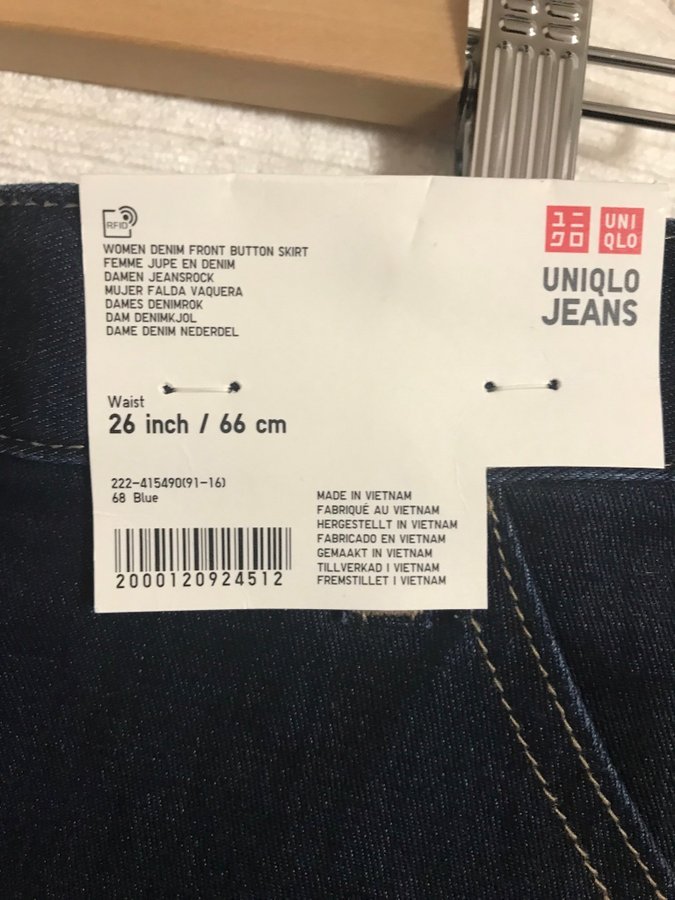 RFID
ユニ
クロ
UNI
QLO
UNIQLO
JEANS
WOMEN DENIM FRONT BUTTON SKIRT
FEMME JUPE EN DENIM
DAMEN JEANSROCK
MUJER FALDA VAQUERA
DAMES DENIMROK
DAM DENIMKJOL
DAME DENIM NEDERDEL
Waist
26 inch / 66 cm
222-415490(91-16)
68 Blue
2000120924512
MADE IN VIETNAM
FABRIQUÉ AU VIETNAM
HERGESTELLT IN VIETNAM
FABRICADO EN VIETNAM
GEMAAKT IN VIETNAM
TILLVERKAD I VIETNAM
FREMSTILLET I VIETNAM